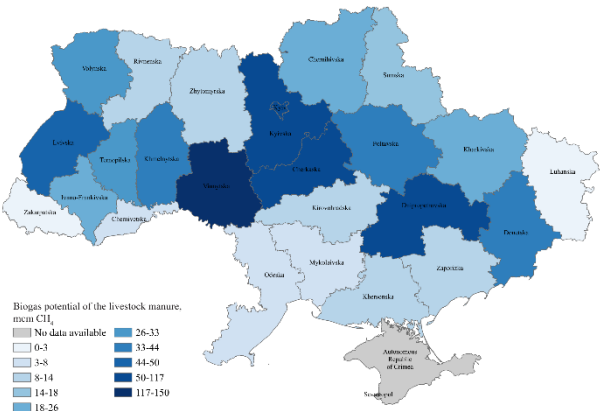 Volynska
Rivnenska
Zhytomyrska
Chernihivska
Sumska
Kyiv
Kyivska
Lvivska
Ternopilska
Khmelnytska
Poltavska
Kharkivska
Luhanska
Cherkaska
Vinnytska
Ivano-Frankivska
Zakarpatska
Chernivetska
Kirovohradska
Dnipropetrovska
Donetska
Odeska
Mykolaivska
Zaporizka
Khersonska
Autonomous
Republic
of Crimea
Sevastopol
Biogas potential of the livestock manure,
mcm CH4
No data available
0-3
3-8
8-14
14-18
18-26
26-33
33-44
44-50
50-117
117-150